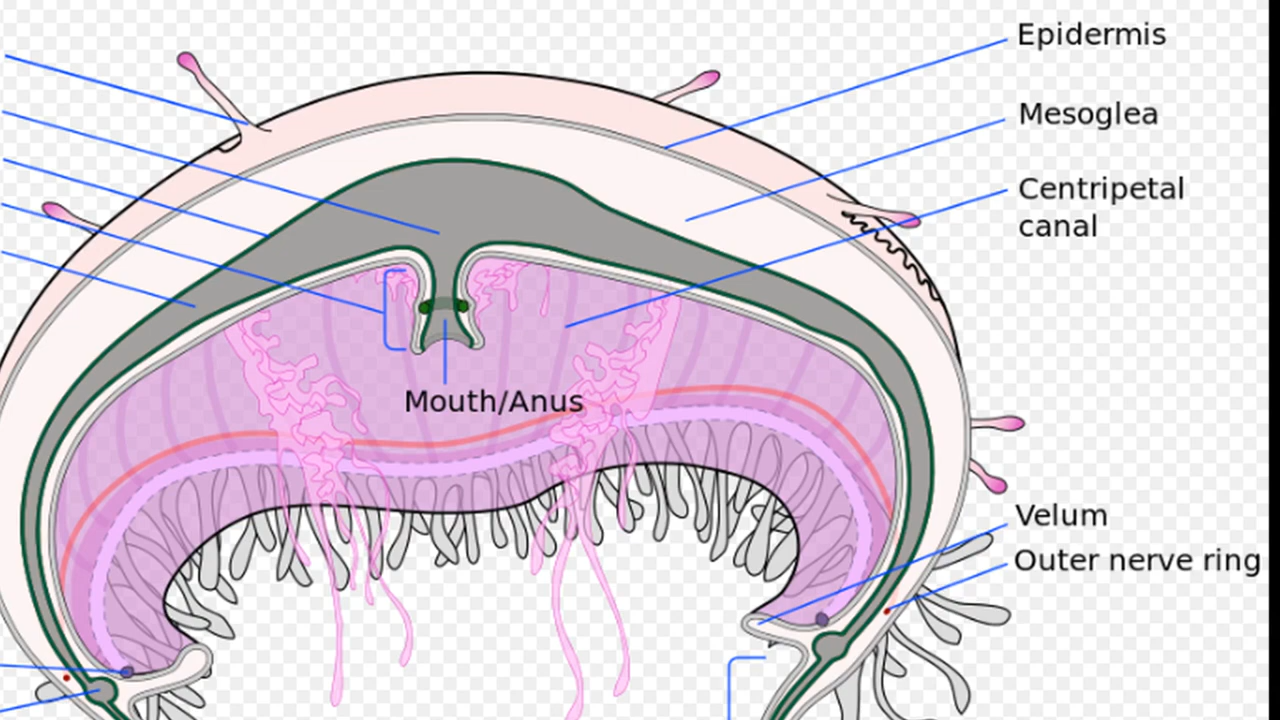 Epidermis
Mesoglea
Centripetal
canal
Mouth/Anus
Velum
Outer nerve ring